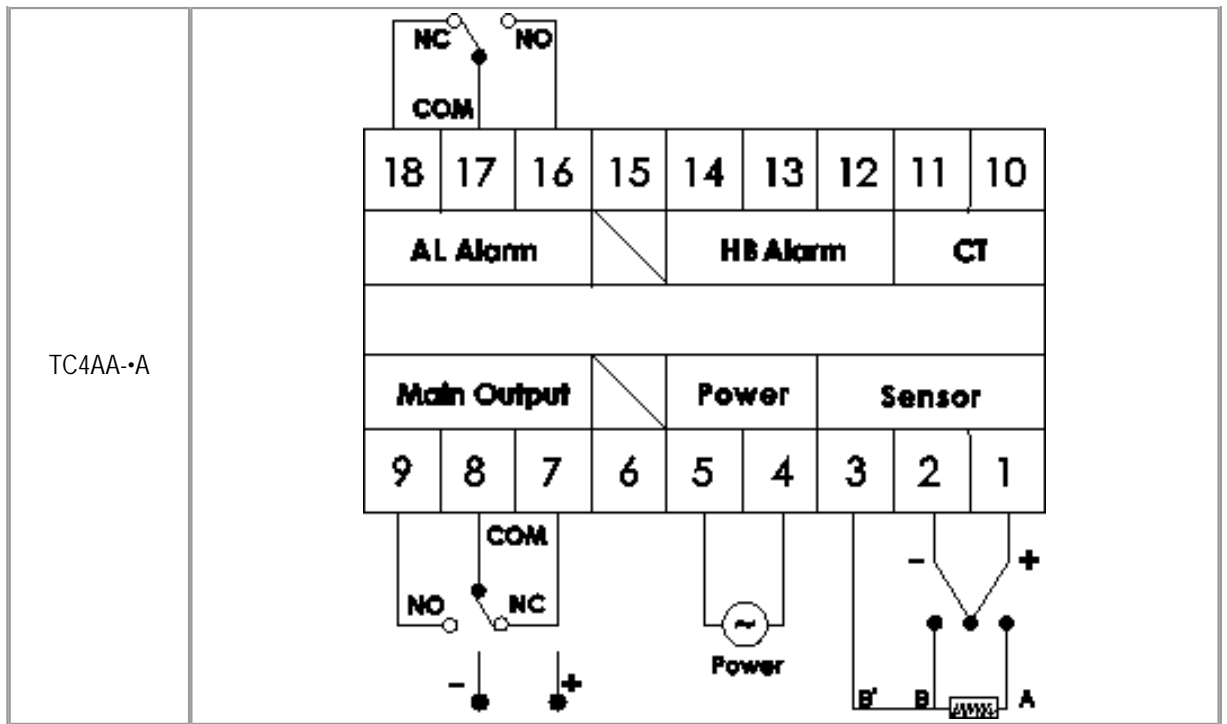 NC NO
COM
18 17 16 15 14 13 12 11 10
AL Alarm HB Alarm CT
TC4AA-•A
Main Output Power Sensor
9 8 7 6 5 4 3 2 1
COM
- +
NO NC
~
Power
- +
B' B A